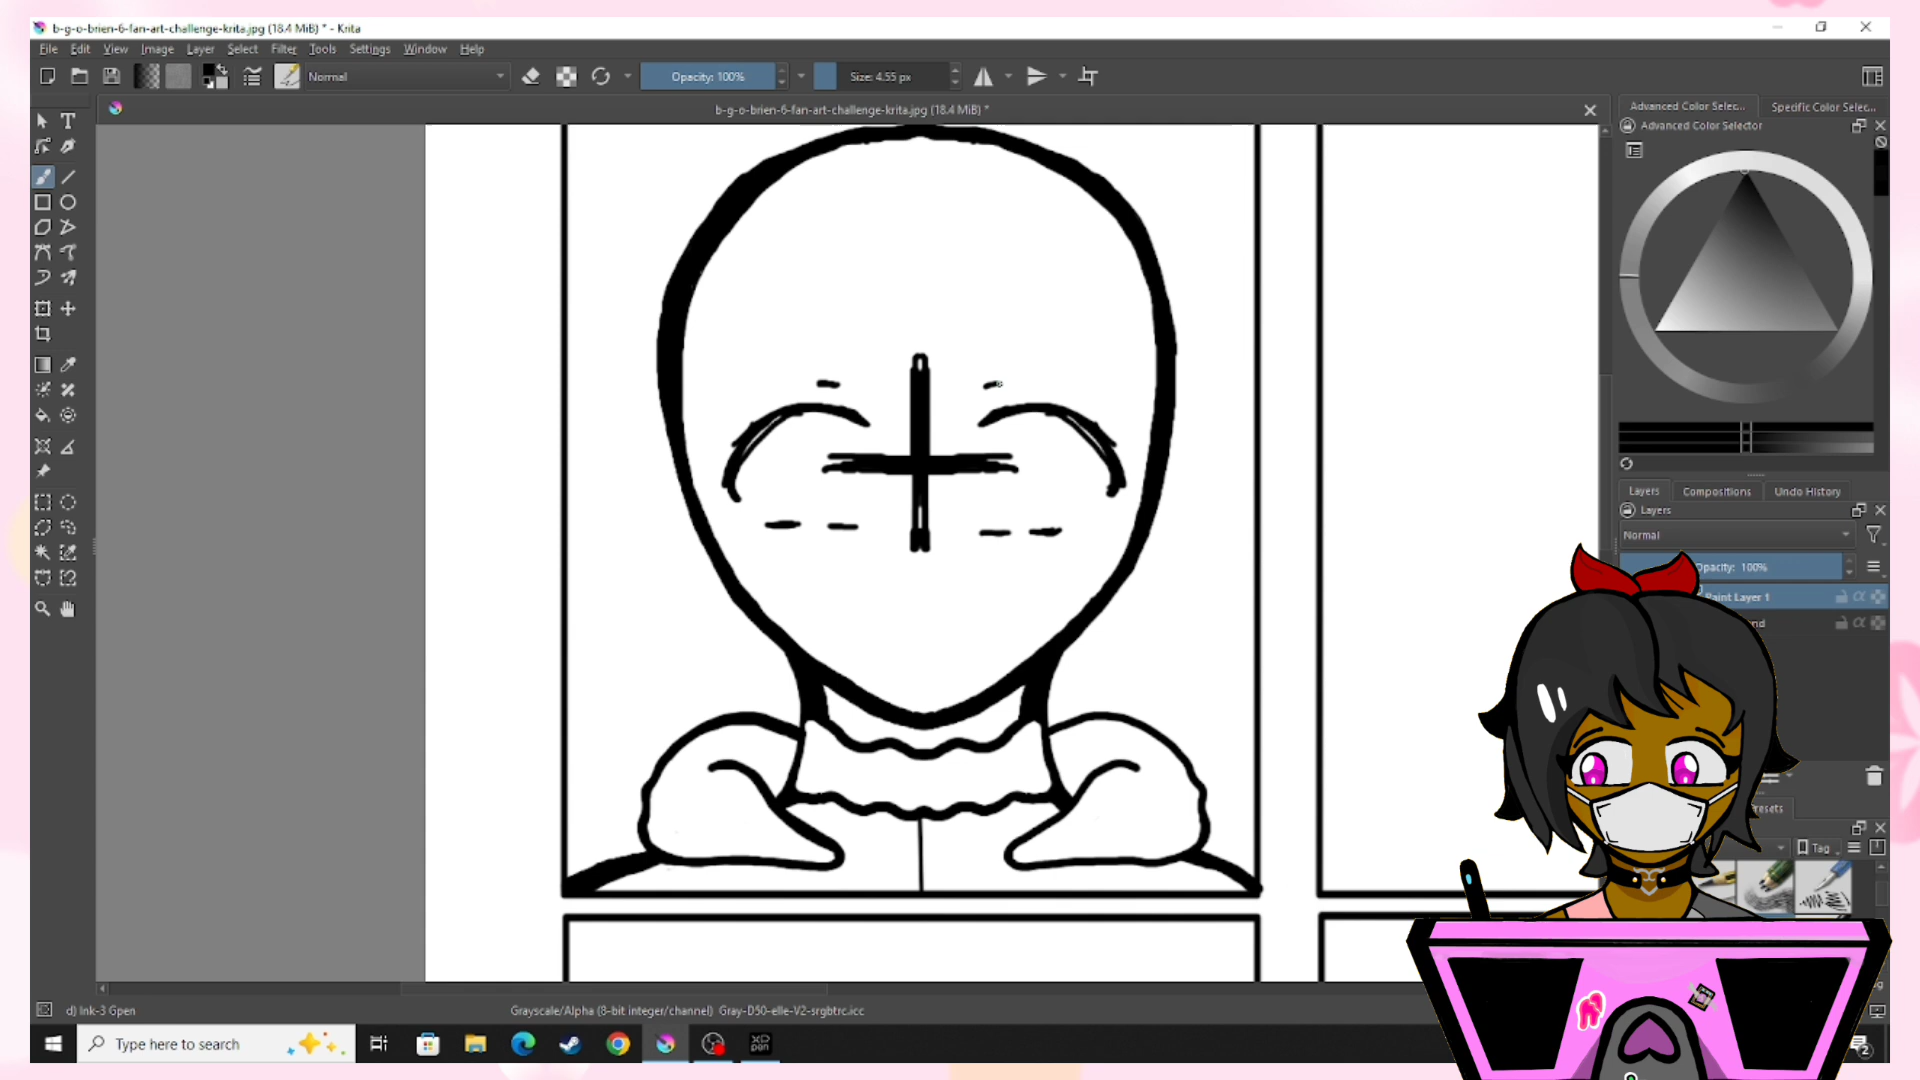 b-g-o-brien-6-fan-art-challenge-krita.jpg (18.4 MiB) * - Krita
File Edit View Image Layer Select Filter Tools Settings Window Help
Normal Opacity: 100% Size: 4.55 px
b-g-o-brien-6-fan-art-challenge-krita.jpg (18.4 MiB) *
Advanced Color Selec... Specific Color Selec...
Advanced Color Selector
Layers Compositions Undo History
Layers
Normal
Opacity: 100%
Paint Layer 1
Tag
d) Ink-3 Gpen Grayscale/Alpha (8-bit integer/channel) Gray-D50-elle-V2-srgbtrc.icc
Type here to search
2